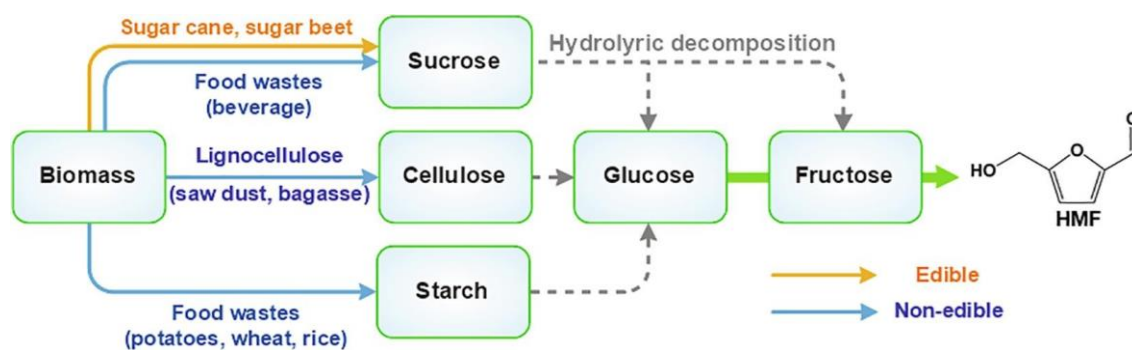 Sugar cane, sugar beet
Hydrolyric decomposition
Sucrose
Food wastes
(beverage)
Biomass
Lignocellulose
(saw dust, bagasse)
Cellulose
Glucose
Fructose
O
O
HO
HMF
Starch
Food wastes
(potatoes, wheat, rice)
Edible
Non-edible